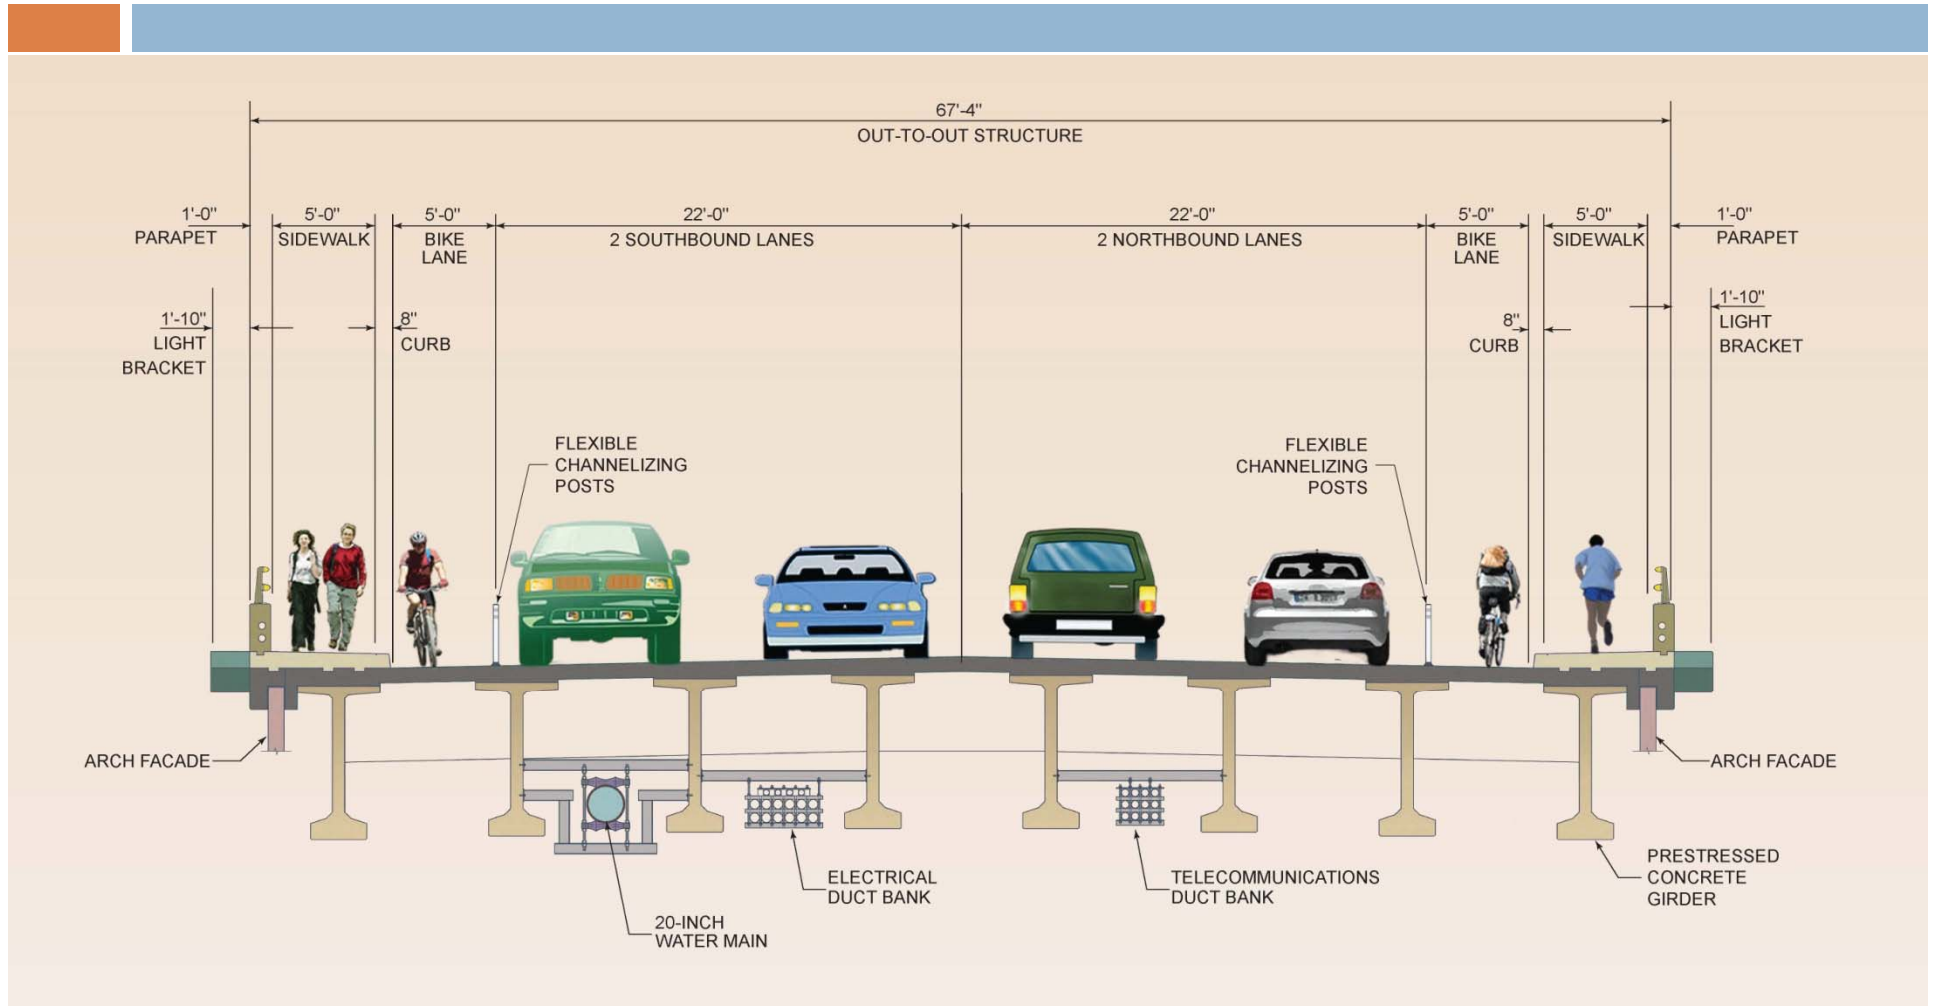 67'-4"
OUT-TO-OUT STRUCTURE
1'-0"
PARAPET
5'-0"
SIDEWALK
5'-0"
BIKE
LANE
22'-0"
2 SOUTHBOUND LANES
22'-0"
2 NORTHBOUND LANES
5'-0"
BIKE
LANE
5'-0"
SIDEWALK
1'-0"
PARAPET
1'-10"
LIGHT
BRACKET
8"
CURB
8"
CURB
1'-10"
LIGHT
BRACKET
FLEXIBLE
CHANNELIZING
POSTS
FLEXIBLE
CHANNELIZING
POSTS
ARCH FACADE
ARCH FACADE
20-INCH
WATER MAIN
ELECTRICAL
DUCT BANK
TELECOMMUNICATIONS
DUCT BANK
PRESTRESSED
CONCRETE
GIRDER